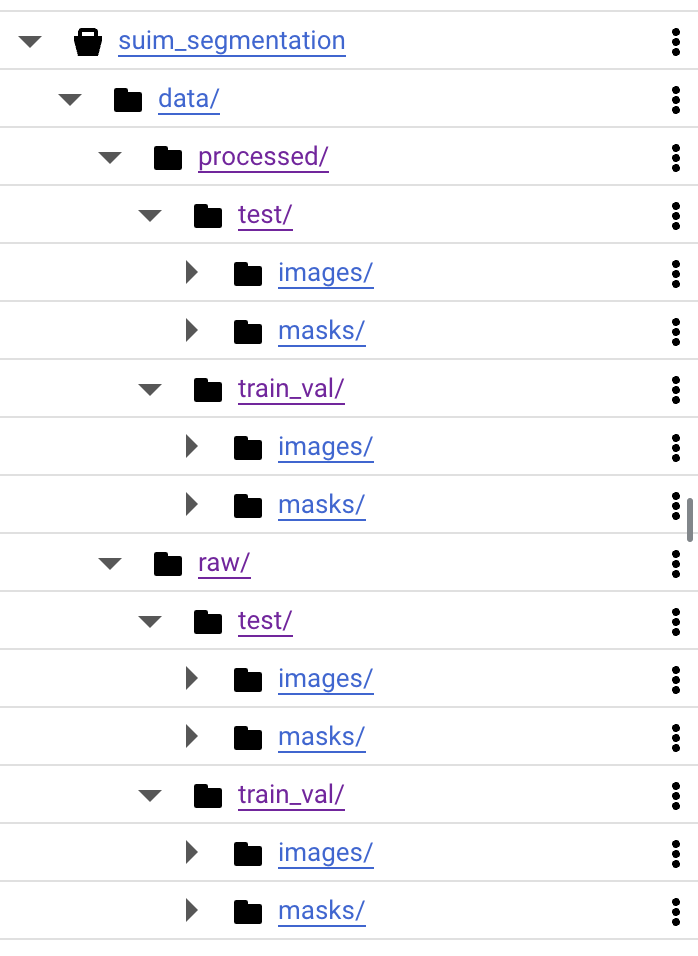 suim_segmentation
data/
processed/
test/
images/
masks/
train_val/
images/
masks/
raw/
test/
images/
masks/
train_val/
images/
masks/